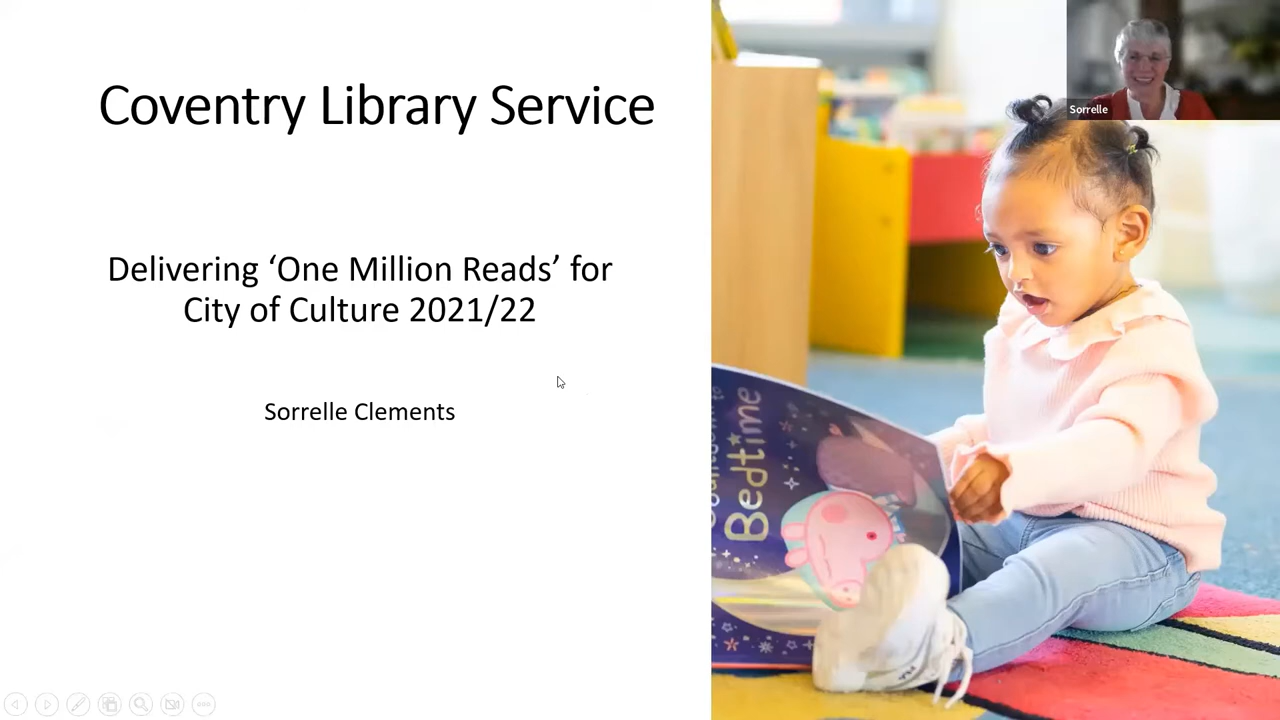 Coventry Library Service
Delivering ‘One Million Reads’ for
City of Culture 2021/22
Sorrelle Clements
Sorrelle
Bedtime